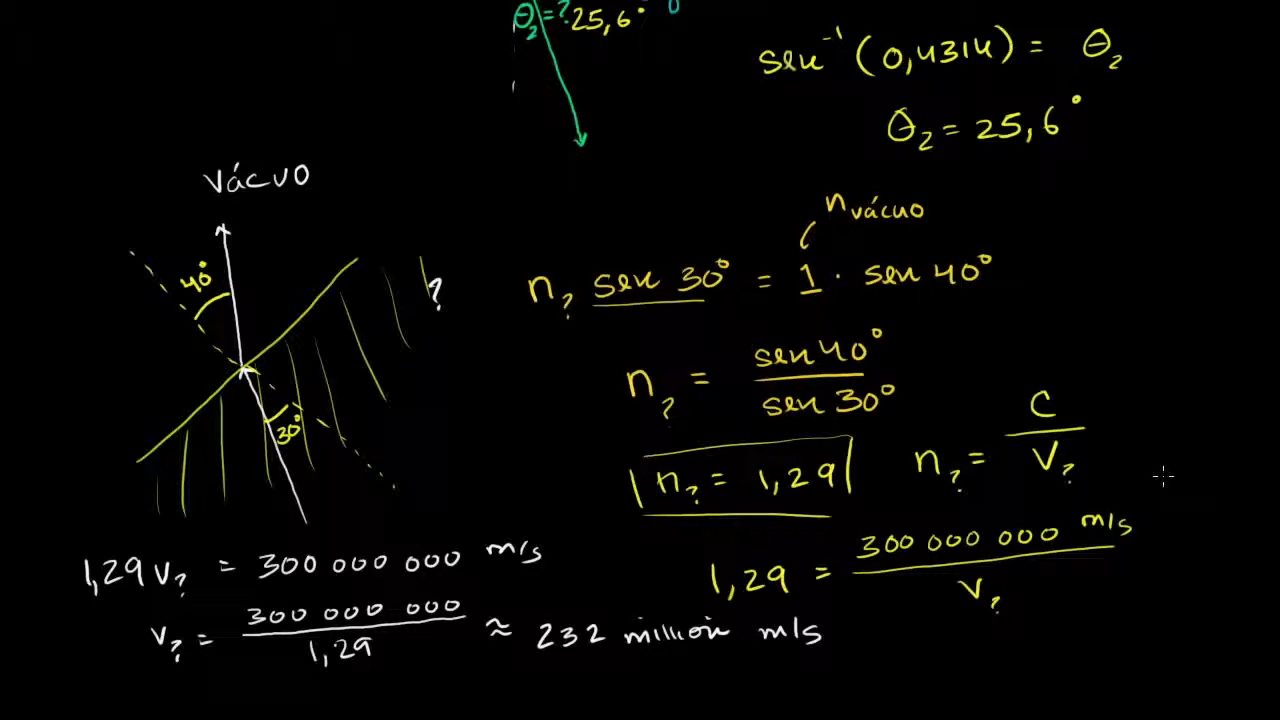 θ₂ = ? 25,6°
sen⁻¹ (0,4314) = θ₂
θ₂ = 25,6°
VÁCUO
n vácuo
40°
?
n? sen 30° = 1 · sen 40°
n? = sen 40° / sen 30°
30°
n? = 1,29
n? = C / V?
1,29 V? = 300 000 000 m/s
1,29 = 300 000 000 m/s / V?
V? = 300 000 000 / 1,29 ≈ 232 million m/s